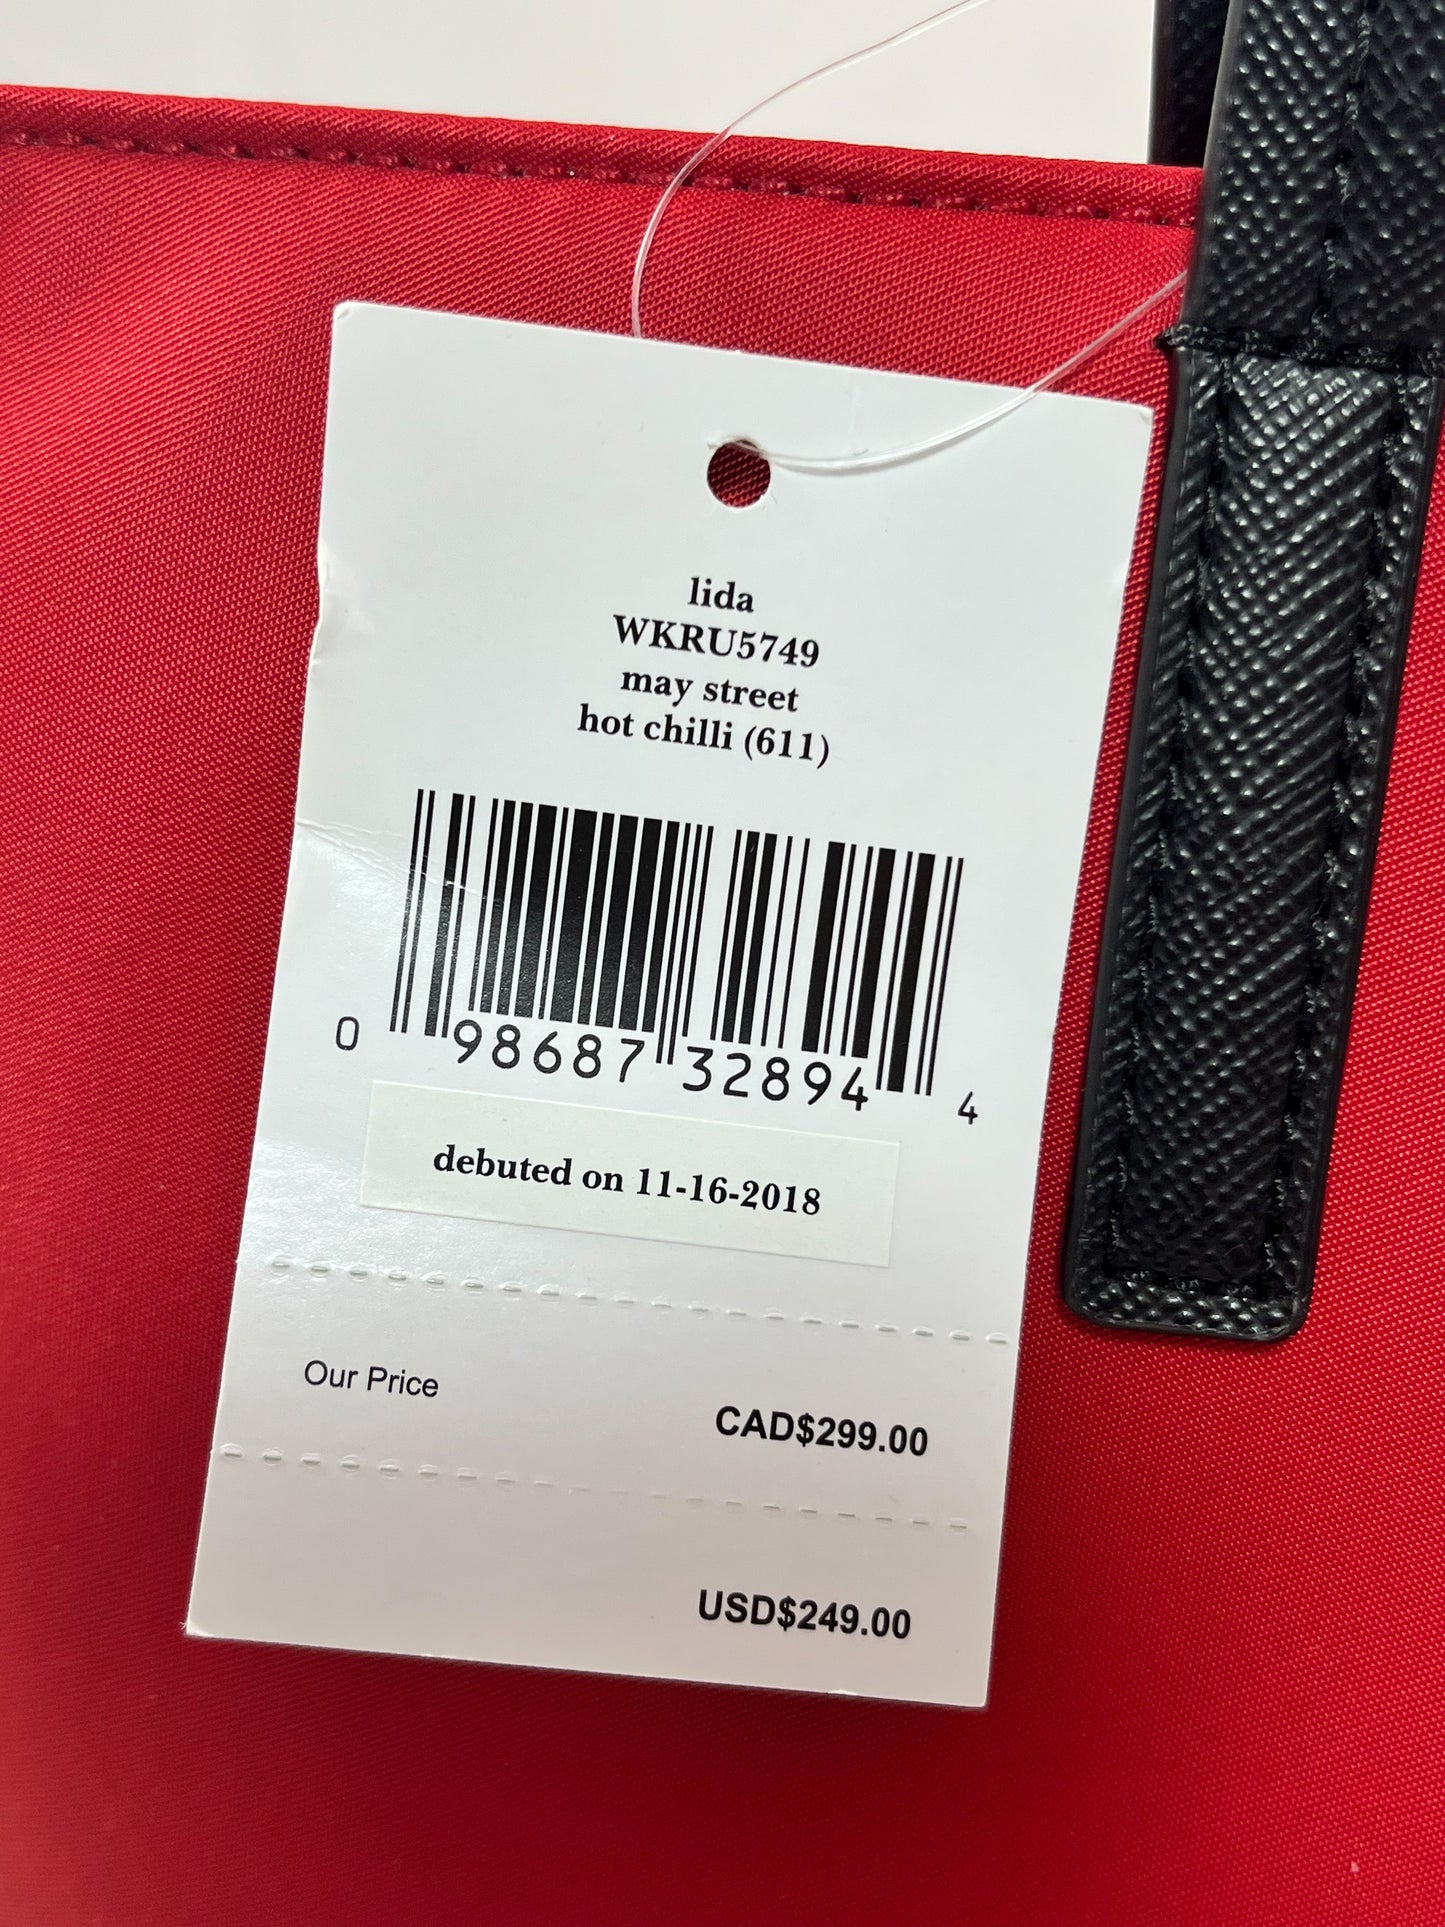 lida
WKRU5749
may street
hot chilli (611)
0 98687 32894 4
debuted on 11-16-2018
Our Price
CAD$299.00
USD$249.00